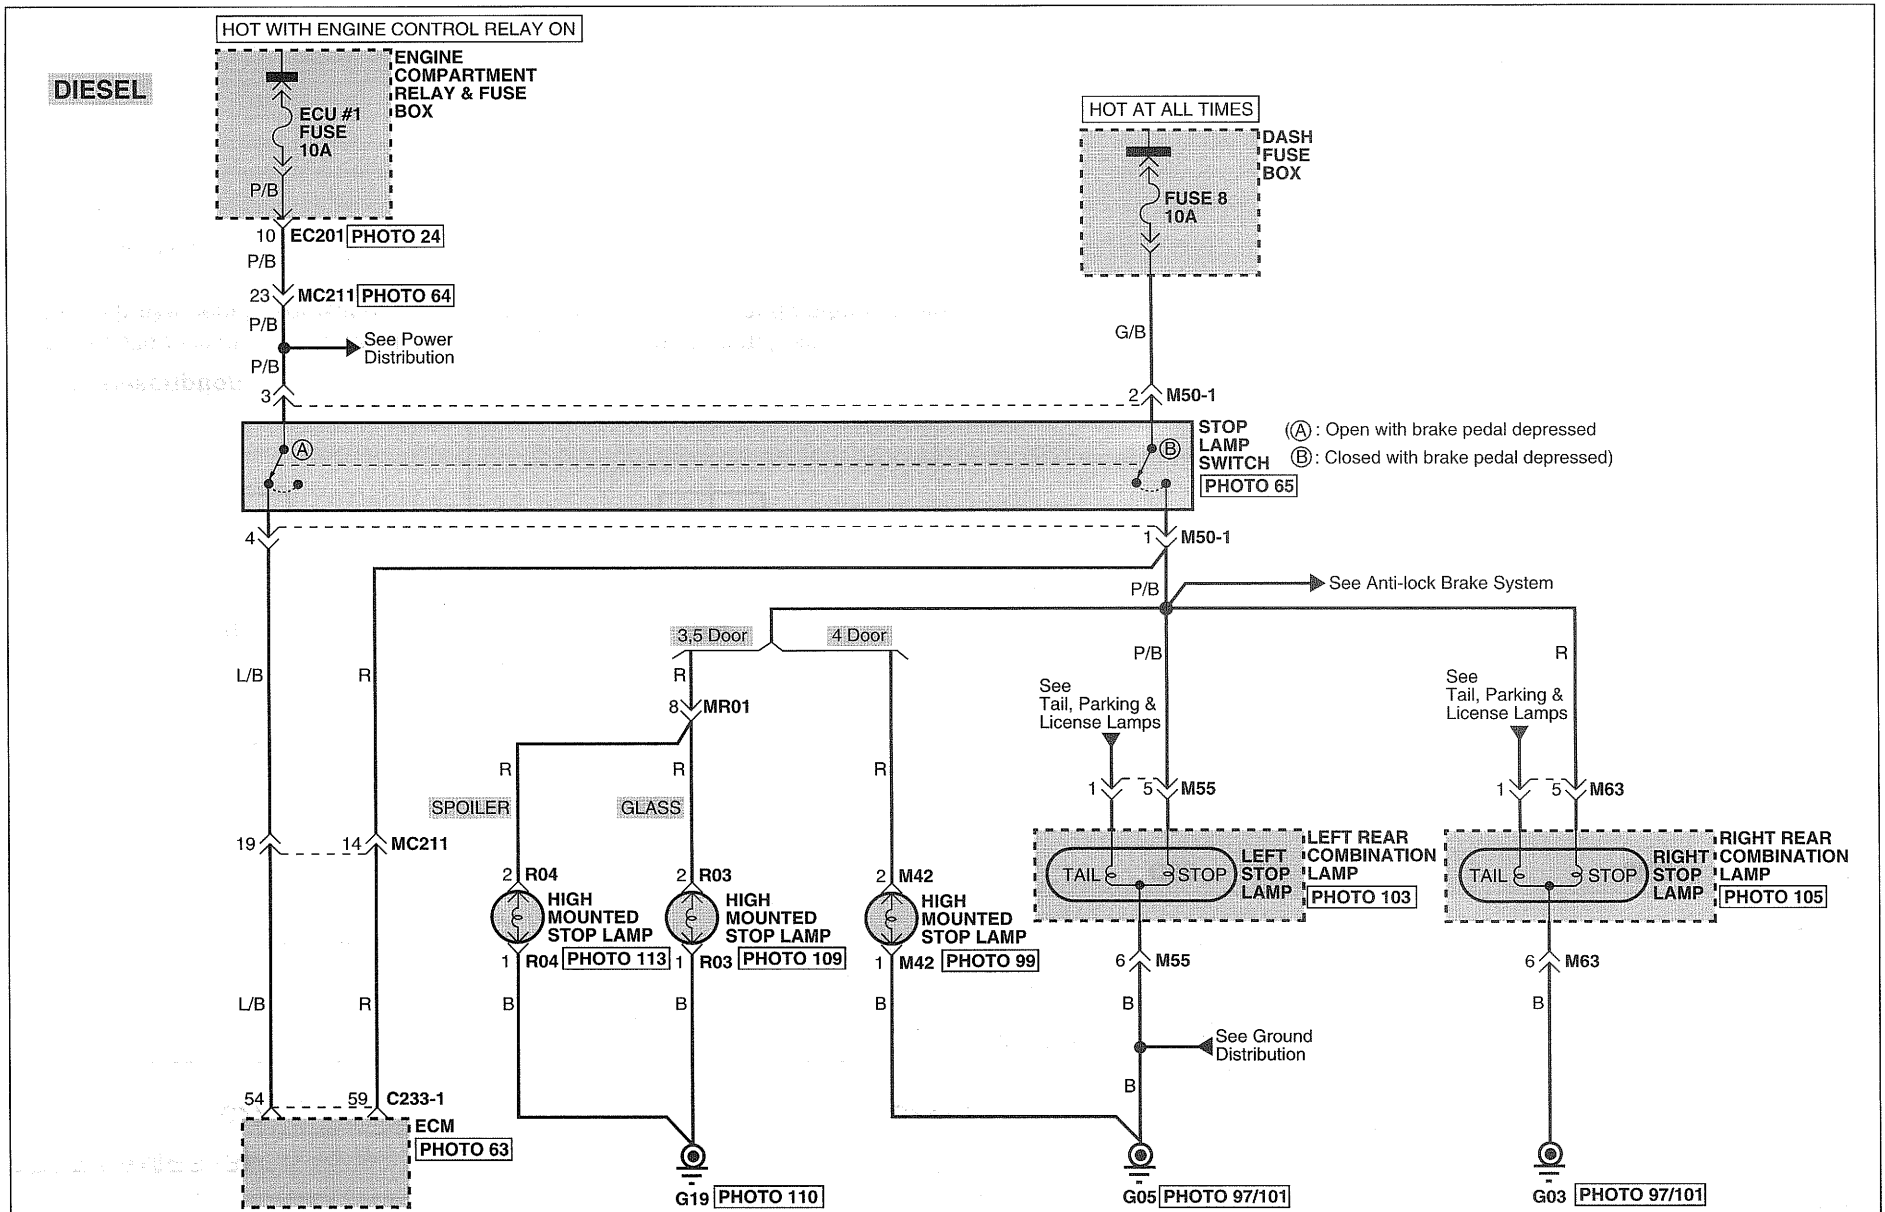 HOT WITH ENGINE CONTROL RELAY ON
DIESEL
ENGINE
COMPARTMENT
RELAY & FUSE
BOX
ECU #1
FUSE
10A
P/B
10 EC201 PHOTO 24
P/B
23 MC211 PHOTO 64
P/B
See Power
Distribution
P/B
3
HOT AT ALL TIMES
DASH
FUSE
BOX
FUSE 8
10A
G/B
2 M50-1
A
B
STOP
LAMP
SWITCH
PHOTO 65
(A : Open with brake pedal depressed
B : Closed with brake pedal depressed)
4
1 M50-1
P/B
See Anti-lock Brake System
3,5 Door
4 Door
L/B
R
R
P/B
R
8 MR01
See
Tail, Parking &
License Lamps
See
Tail, Parking &
License Lamps
R
R
R
SPOILER
GLASS
1 5 M55
1 5 M63
19
14 MC211
2 R04
HIGH
MOUNTED
STOP LAMP
1 R04 PHOTO 113
2 R03
HIGH
MOUNTED
STOP LAMP
1 R03 PHOTO 109
2 M42
HIGH
MOUNTED
STOP LAMP
1 M42 PHOTO 99
TAIL
STOP
LEFT
STOP
LAMP
LEFT REAR
COMBINATION
LAMP
PHOTO 103
TAIL
STOP
RIGHT
STOP
LAMP
RIGHT REAR
COMBINATION
LAMP
PHOTO 105
6 M55
6 M63
L/B
R
B
B
B
B
B
See Ground
Distribution
B
54
59 C233-1
ECM
PHOTO 63
G19 PHOTO 110
G05 PHOTO 97/101
G03 PHOTO 97/101